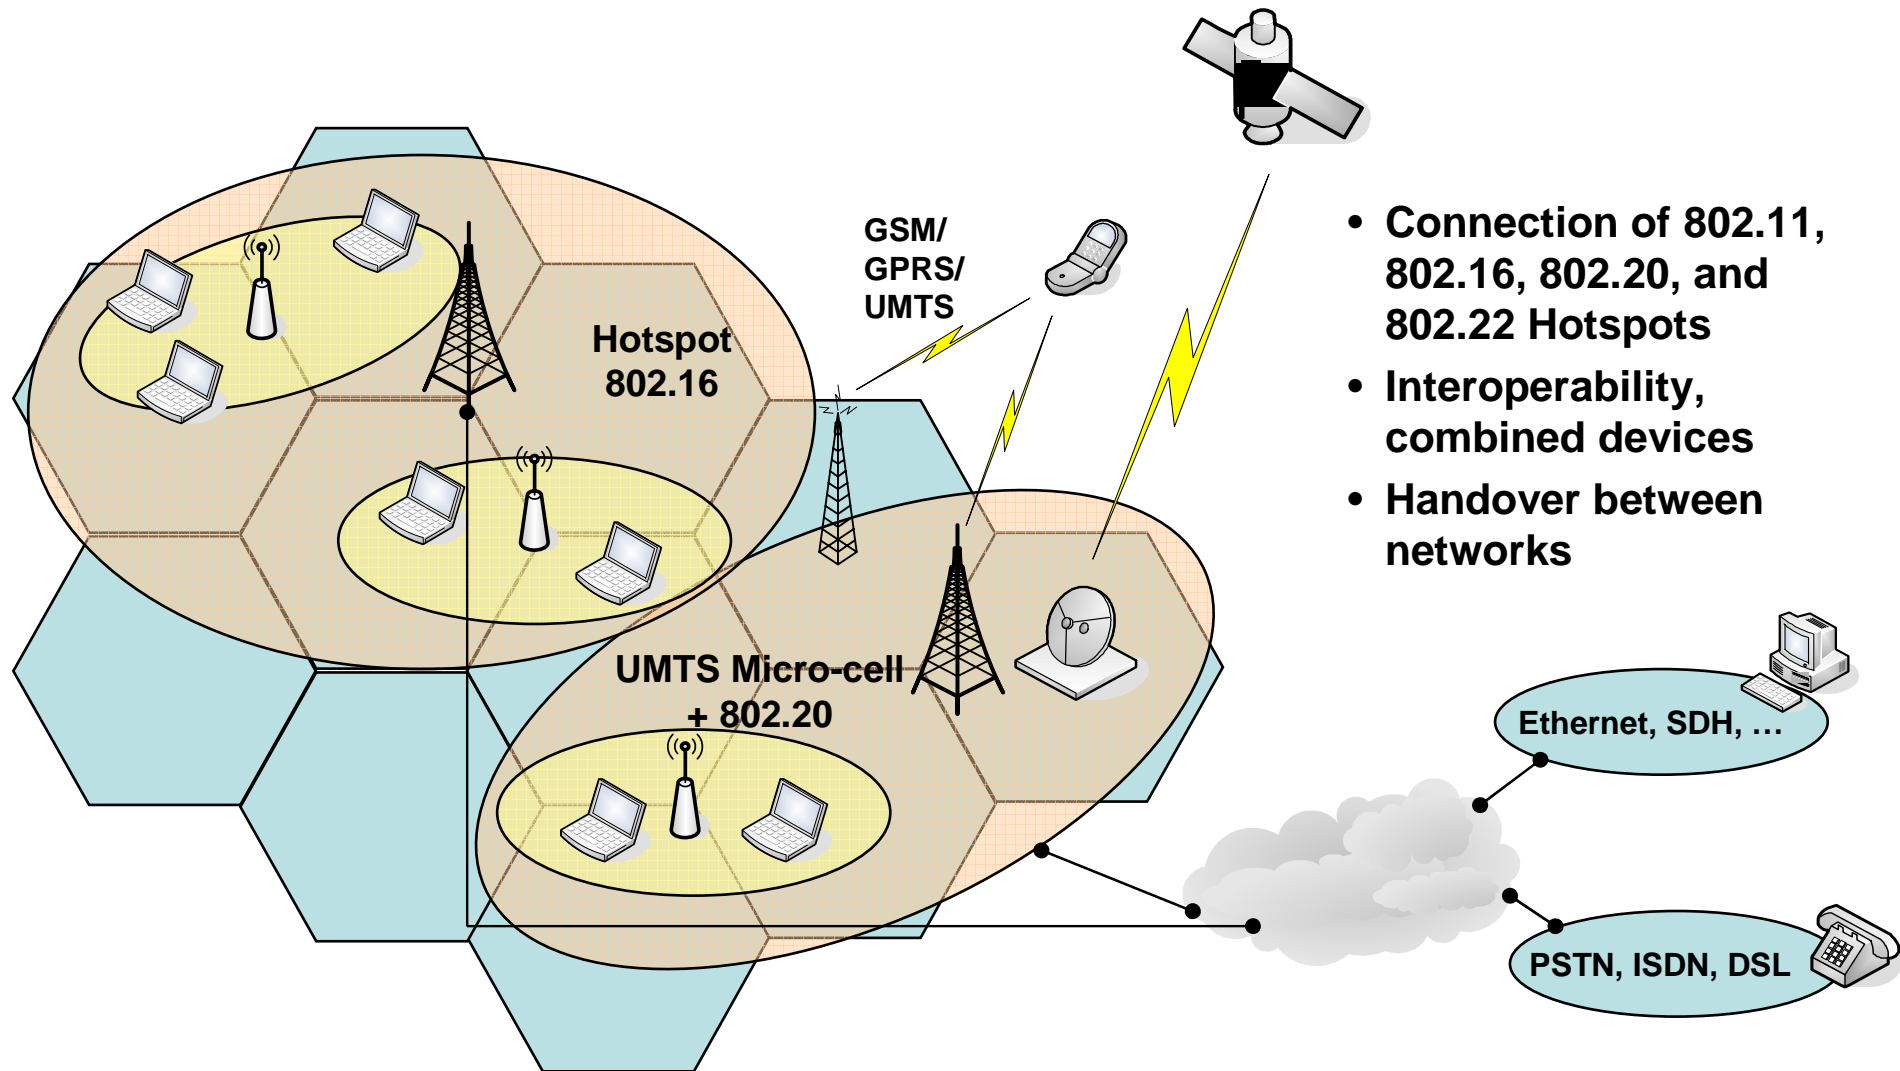 GSM/
GPRS/
UMTS
Hotspot
802.16
UMTS Micro-cell
+ 802.20
• Connection of 802.11,
802.16, 802.20, and
802.22 Hotspots
• Interoperability,
combined devices
• Handover between
networks
Ethernet, SDH, …
PSTN, ISDN, DSL